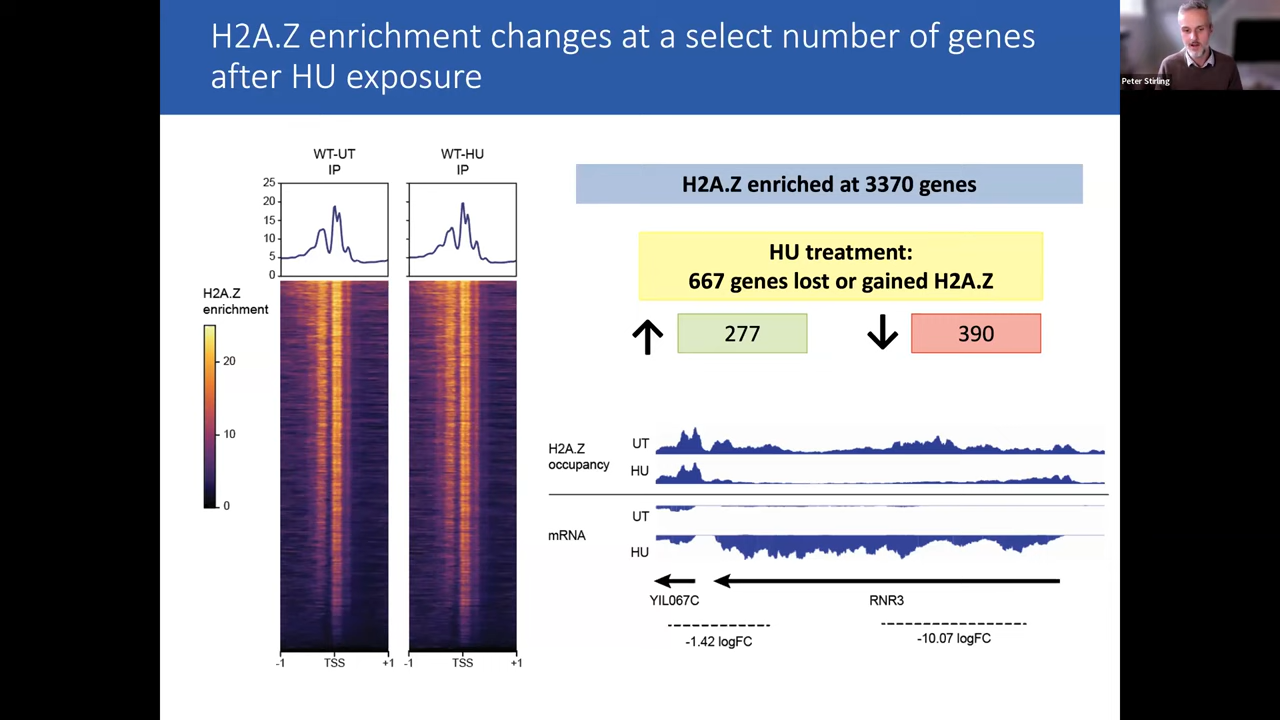 H2A.Z enrichment changes at a select number of genes
after HU exposure
Peter Stirling
WT-UT
IP
WT-HU
IP
25
20
15
10
5
0
H2A.Z
enrichment
20
10
0
-1
TSS
+1
-1
TSS
+1
H2A.Z enriched at 3370 genes
HU treatment:
667 genes lost or gained H2A.Z
277
390
H2A.Z
occupancy
UT
HU
mRNA
UT
HU
YIL067C
RNR3
-1.42 logFC
-10.07 logFC